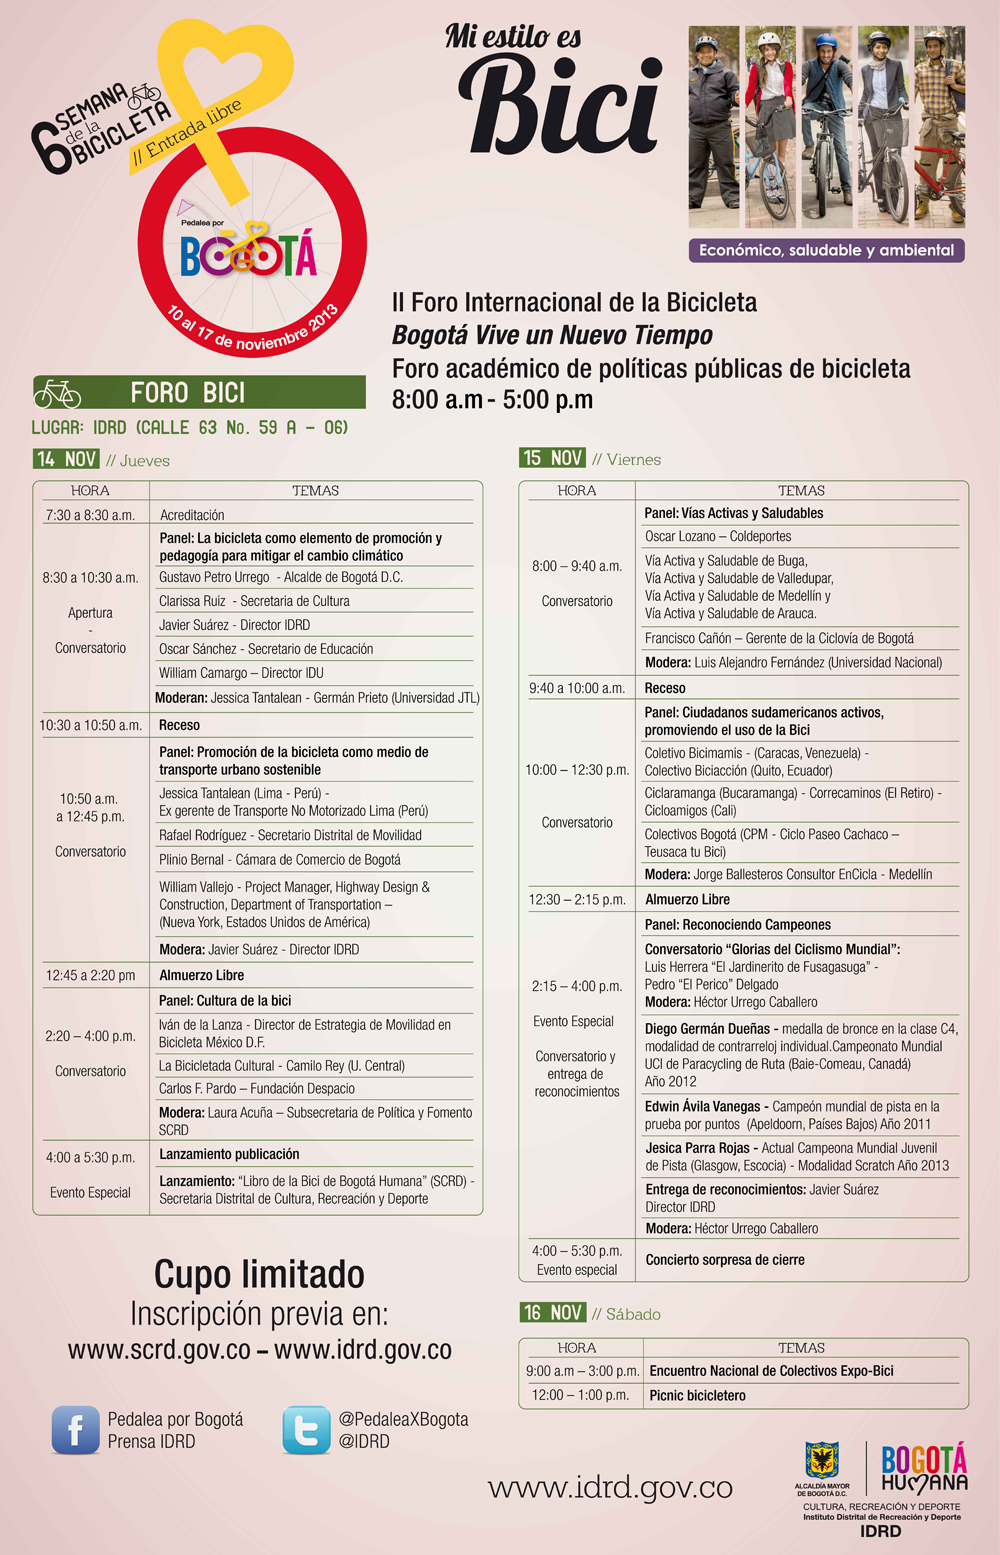 6 SEMANA
de la
BICICLETA
// Entrada libre
Pedalea por
BOGOTÁ
10 al 17 de noviembre 2013
Mi estilo es
Bici
Económico, saludable y ambiental
II Foro Internacional de la Bicicleta
Bogotá Vive un Nuevo Tiempo
Foro académico de políticas públicas de bicicleta
8:00 a.m - 5:00 p.m
FORO BICI
LUGAR: IDRD (CALLE 63 No. 59 A - 06)
14 NOV // Jueves
HORA TEMAS
7:30 a 8:30 a.m. Acreditación
Panel: La bicicleta como elemento de promoción y
pedagogía para mitigar el cambio climático
8:30 a 10:30 a.m. Gustavo Petro Urrego - Alcalde de Bogotá D.C.
Clarissa Ruiz - Secretaria de Cultura
Apertura
Javier Suárez - Director IDRD
-
Conversatorio Oscar Sánchez - Secretario de Educación
William Camargo – Director IDU
Moderan: Jessica Tantalean - Germán Prieto (Universidad JTL)
10:30 a 10:50 a.m. Receso
Panel: Promoción de la bicicleta como medio de
transporte urbano sostenible
10:50 a.m. Jessica Tantalean (Lima - Perú) -
a 12:45 p.m. Ex gerente de Transporte No Motorizado Lima (Perú)
Rafael Rodríguez - Secretario Distrital de Movilidad
Conversatorio Plinio Bernal - Cámara de Comercio de Bogotá
William Vallejo - Project Manager, Highway Design &
Construction, Department of Transportation –
(Nueva York, Estados Unidos de América)
Modera: Javier Suárez - Director IDRD
12:45 a 2:20 pm Almuerzo Libre
Panel: Cultura de la bici
2:20 – 4:00 p.m. Iván de la Lanza - Director de Estrategia de Movilidad en
Bicicleta México D.F.
Conversatorio La Bicicletada Cultural - Camilo Rey (U. Central)
Carlos F. Pardo – Fundación Despacio
Modera: Laura Acuña – Subsecretaria de Política y Fomento
SCRD
4:00 a 5:30 p.m. Lanzamiento publicación
Evento Especial Lanzamiento: “Libro de la Bici de Bogotá Humana” (SCRD) -
Secretaria Distrital de Cultura, Recreación y Deporte
15 NOV // Viernes
HORA TEMAS
Panel: Vías Activas y Saludables
Oscar Lozano – Coldeportes
8:00 – 9:40 a.m. Vía Activa y Saludable de Buga,
Vía Activa y Saludable de Valledupar,
Conversatorio Vía Activa y Saludable de Medellín y
Vía Activa y Saludable de Arauca.
Francisco Cañón – Gerente de la Ciclovía de Bogotá
Modera: Luis Alejandro Fernández (Universidad Nacional)
9:40 a 10:00 a.m. Receso
Panel: Ciudadanos sudamericanos activos,
promoviendo el uso de la Bici
Coletivo Bicimamis - (Caracas, Venezuela) -
10:00 – 12:30 p.m. Colectivo Biciacción (Quito, Ecuador)
Ciclaramanga (Bucaramanga) - Correcaminos (El Retiro) -
Cicloamigos (Cali)
Conversatorio Colectivos Bogotá (CPM - Ciclo Paseo Cachaco –
Teusaca tu Bici)
Modera: Jorge Ballesteros Consultor EnCicla - Medellín
12:30 – 2:15 p.m. Almuerzo Libre
Panel: Reconociendo Campeones
Conversatorio “Glorias del Ciclismo Mundial”:
Luis Herrera “El Jardinerito de Fusagasuga” -
2:15 – 4:00 p.m. Pedro “El Perico” Delgado
Modera: Héctor Urrego Caballero
Evento Especial Diego Germán Dueñas - medalla de bronce en la clase C4,
modalidad de contrarreloj individual.Campeonato Mundial
Conversatorio y UCI de Paracycling de Ruta (Baie-Comeau, Canadá)
entrega de Año 2012
reconocimientos
Edwin Ávila Vanegas - Campeón mundial de pista en la
prueba por puntos (Apeldoorn, Países Bajos) Año 2011
Jesica Parra Rojas - Actual Campeona Mundial Juvenil
de Pista (Glasgow, Escocia) - Modalidad Scratch Año 2013
Entrega de reconocimientos: Javier Suárez
Director IDRD
Modera: Héctor Urrego Caballero
4:00 – 5:30 p.m.
Evento especial Concierto sorpresa de cierre
16 NOV // Sábado
HORA TEMAS
9:00 a.m – 3:00 p.m. Encuentro Nacional de Colectivos Expo-Bici
12:00 – 1:00 p.m. Picnic bicicletero
Cupo limitado
Inscripción previa en:
www.scrd.gov.co – www.idrd.gov.co
Pedalea por Bogotá
Prensa IDRD
@PedaleaXBogota
@IDRD
www.idrd.gov.co
ALCALDÍA MAYOR
DE BOGOTÁ D.C.
BOGOTÁ
HUMANA
CULTURA, RECREACIÓN Y DEPORTE
Instituto Distrital de Recreación y Deporte
IDRD